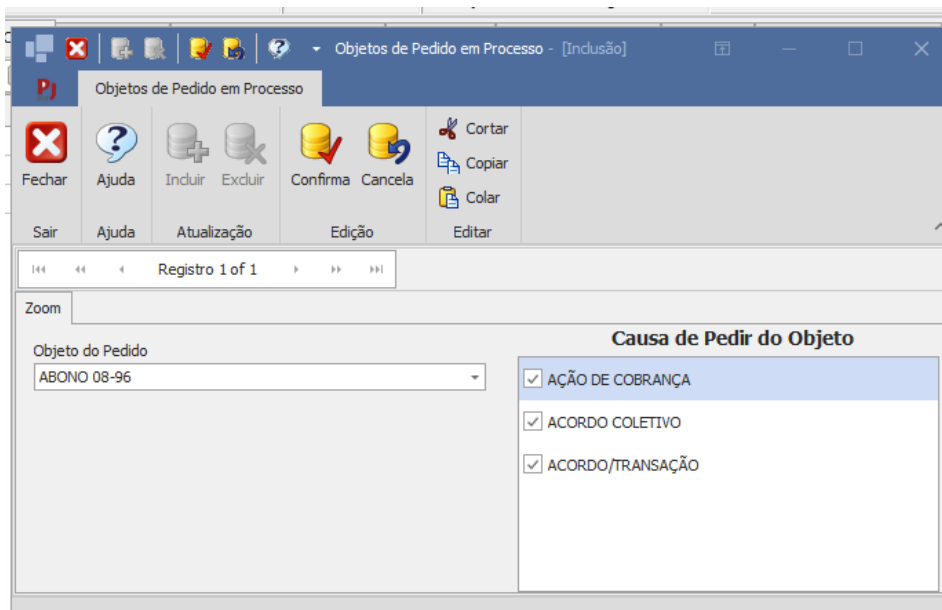 Objetos de Pedido em Processo - [Inclusão]
Pj
Objetos de Pedido em Processo
Fechar
Ajuda
Incluir
Excluir
Confirma
Cancela
Cortar
Copiar
Colar
Sair
Ajuda
Atualização
Edição
Editar
Registro 1 of 1
Zoom
Objeto do Pedido
ABONO 08-96
Causa de Pedir do Objeto
AÇÃO DE COBRANÇA
ACORDO COLETIVO
ACORDO/TRANSAÇÃO